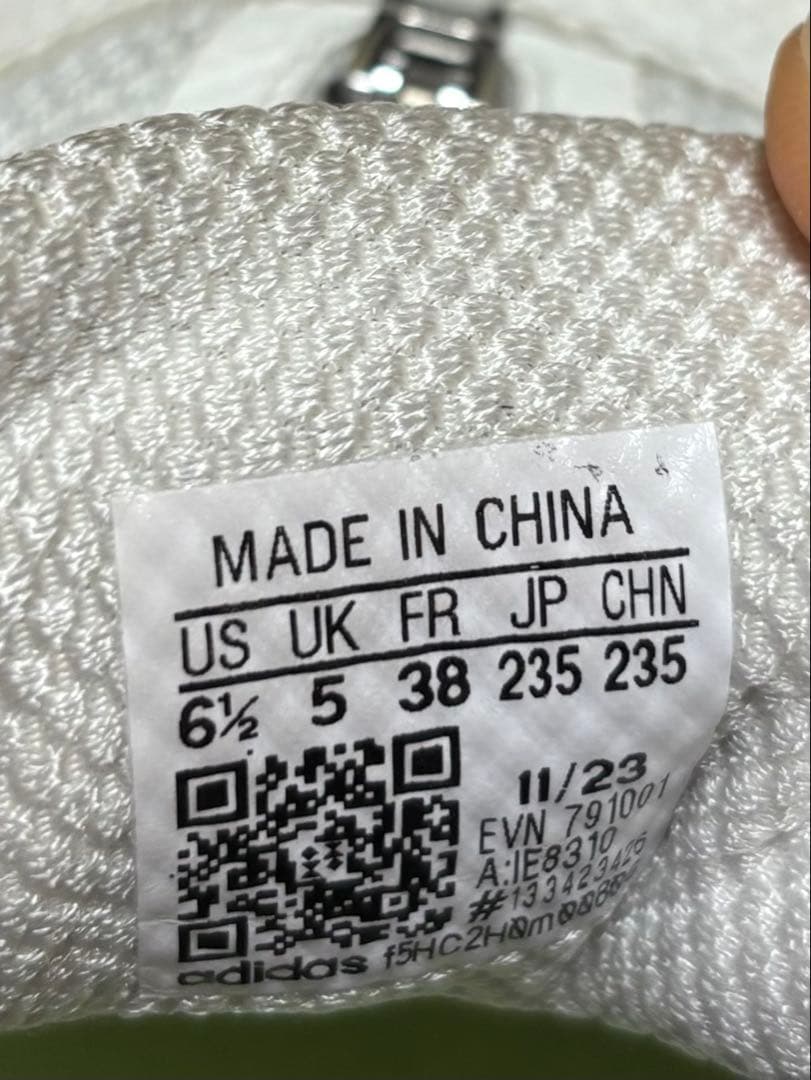 MADE IN CHINA
US UK FR JP CHN
6½ 5 38 235 235
11/23
EVN 791001
A:IE8310
#133423426
adidas